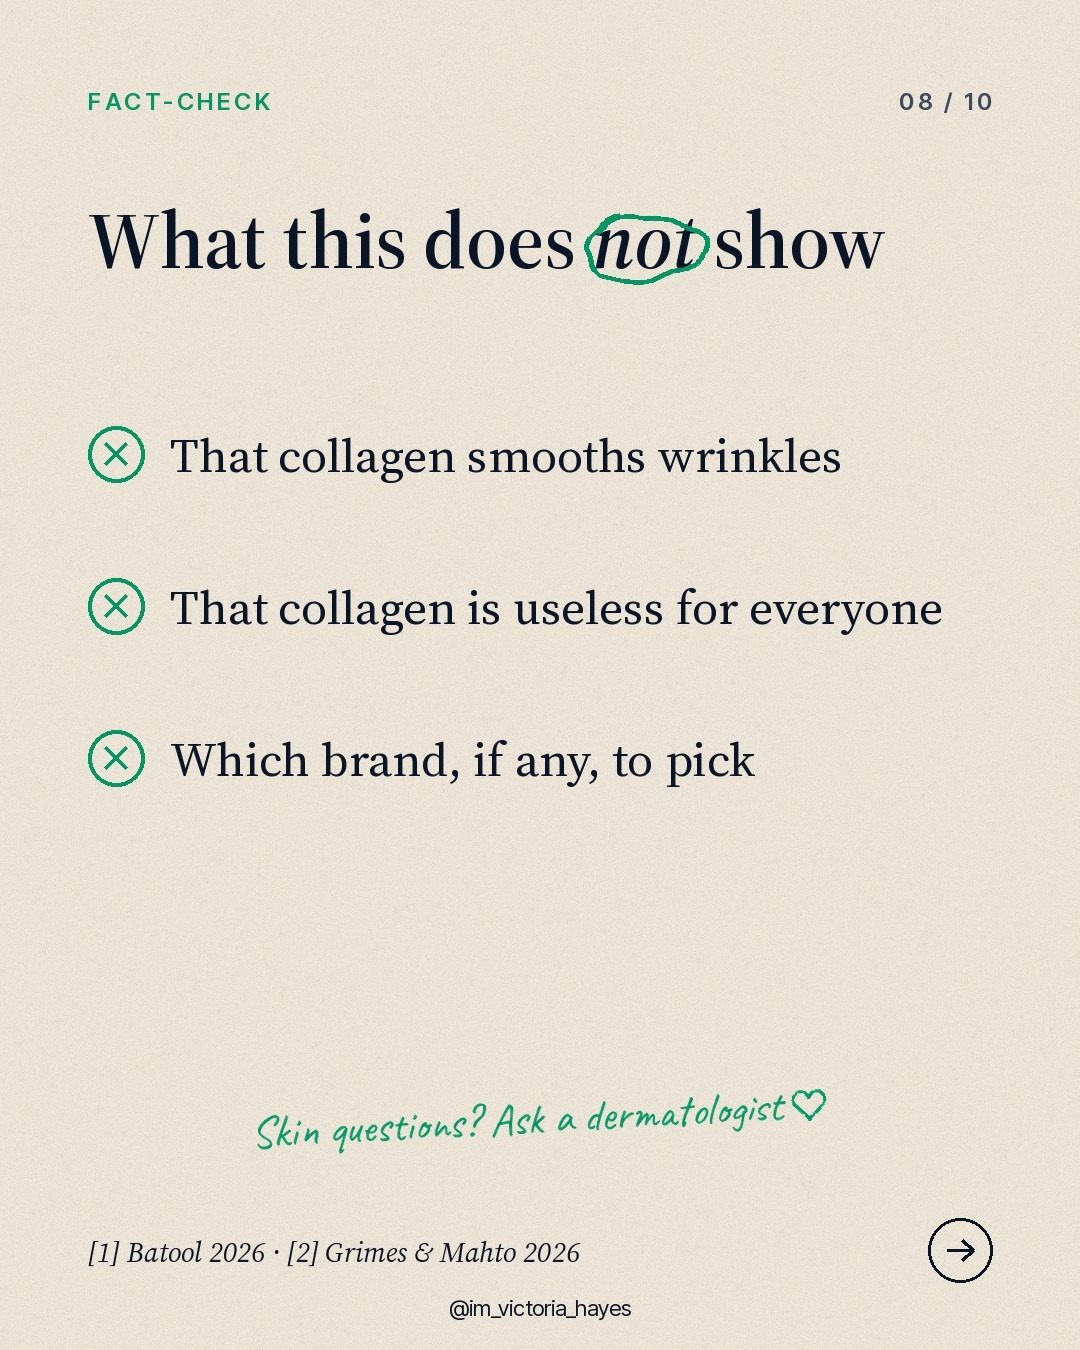 FACT-CHECK
08 / 10
What this does not show
That collagen smooths wrinkles
That collagen is useless for everyone
Which brand, if any, to pick
Skin questions? Ask a dermatologist♡
[1] Batool 2026 · [2] Grimes & Mahto 2026
@im_victoria_hayes